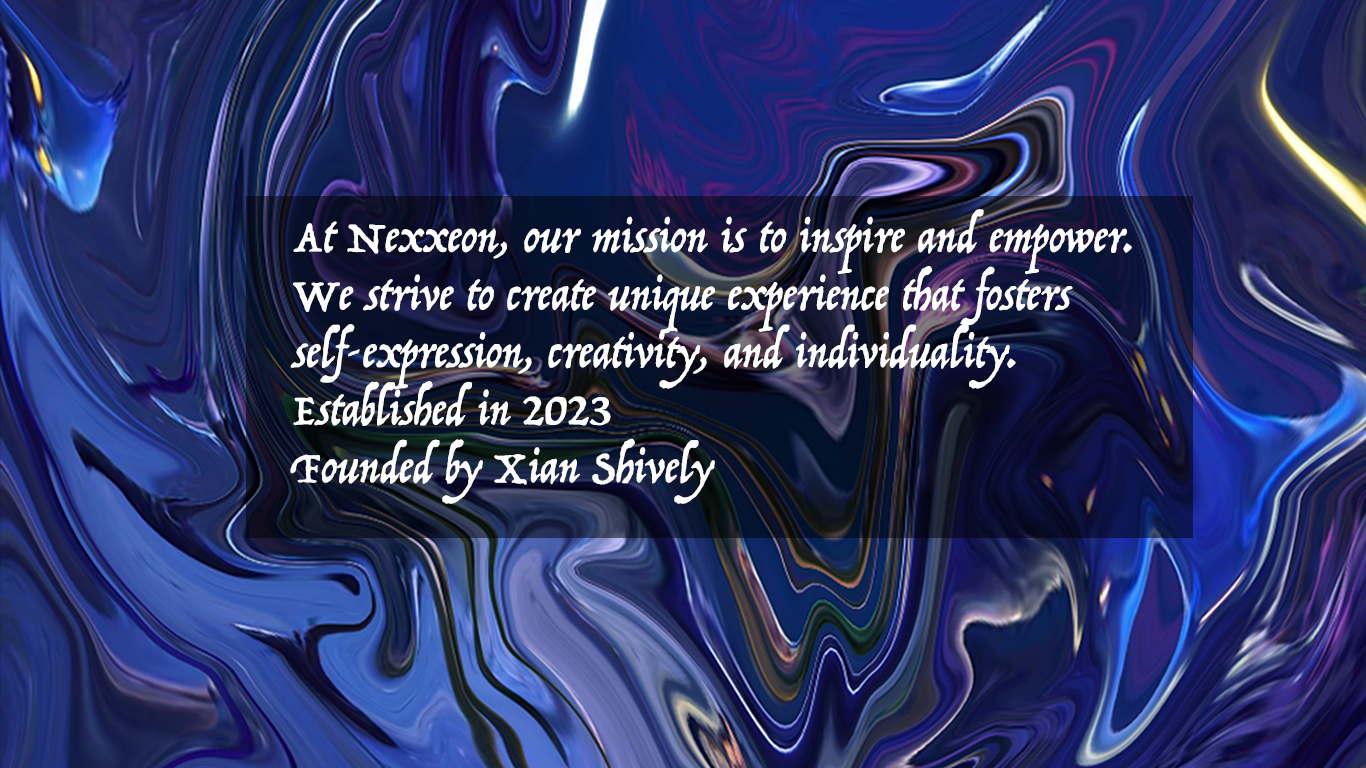 At Nexxeon, our mission is to inspire and empower.
We strive to create unique experience that fosters
self-expression, creativity, and individuality.
Established in 2023
Founded by Xian Shively